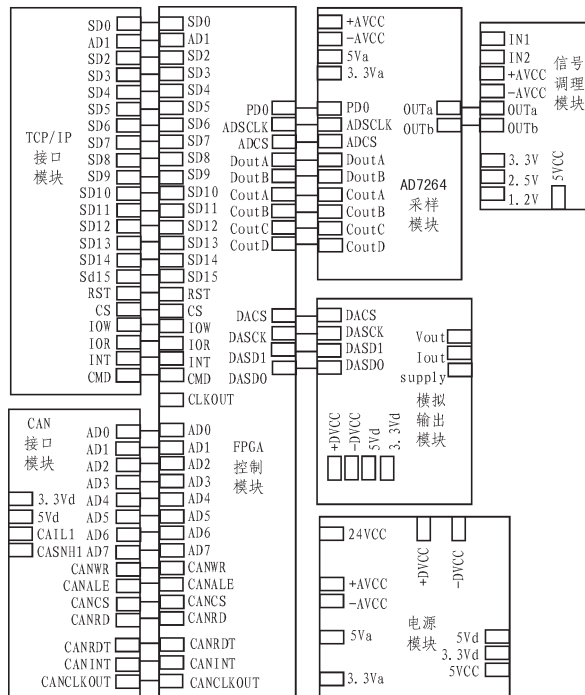 SD0
AD1
SD2
SD3
SD4
SD5
SD6
SD7
SD8
SD9
SD10
SD11
SD12
SD13
SD14
Sd15
RST
CS
IOW
IOR
INT
CMD
TCP/IP
接口
模块
SD0
AD1
SD2
SD3
SD4
SD5
SD6
SD7
SD8
SD9
SD10
SD11
SD12
SD13
SD14
SD15
RST
CS
IOW
IOR
INT
CMD
CLKOUT
PD0
ADSCLK
ADCS
DoutA
DoutB
CoutA
CoutB
CoutC
CoutD
DACS
DASCK
DASD1
DASD0
AD0
AD1
AD2
AD3
AD4
AD5
AD6
AD7
CANWR
CANALE
CANCS
CANRD
CANRDT
CANINT
CANCLKOUT
FPGA
控制
模块
+AVCC
-AVCC
5Va
3.3Va
PD0
ADSCLK
ADCS
DoutA
DoutB
CoutA
CoutB
CoutC
CoutD
OUTa
OUTb
AD7264
采样
模块
IN1
IN2
+AVCC
-AVCC
OUTa
OUTb
3.3V
2.5V
1.2V
5VCC
信号
调理
模块
DACS
DASCK
DASD1
DASD0
Vout
Iout
supply
+DVCC
-DVCC
5Vd
3.3Vd
横拟
输出
模块
CAN
接口
模块
AD0
AD1
AD2
AD3
AD4
AD5
AD6
AD7
3.3Vd
5Vd
CAIL1
CASNH1
CANWR
CANALE
CANCS
CANRD
CANRDT
CANINT
CANCLKOUT
24VCC
+DVCC
-DVCC
+AVCC
-AVCC
5Va
3.3Va
电源
模块
5Vd
3.3Vd
5VCC